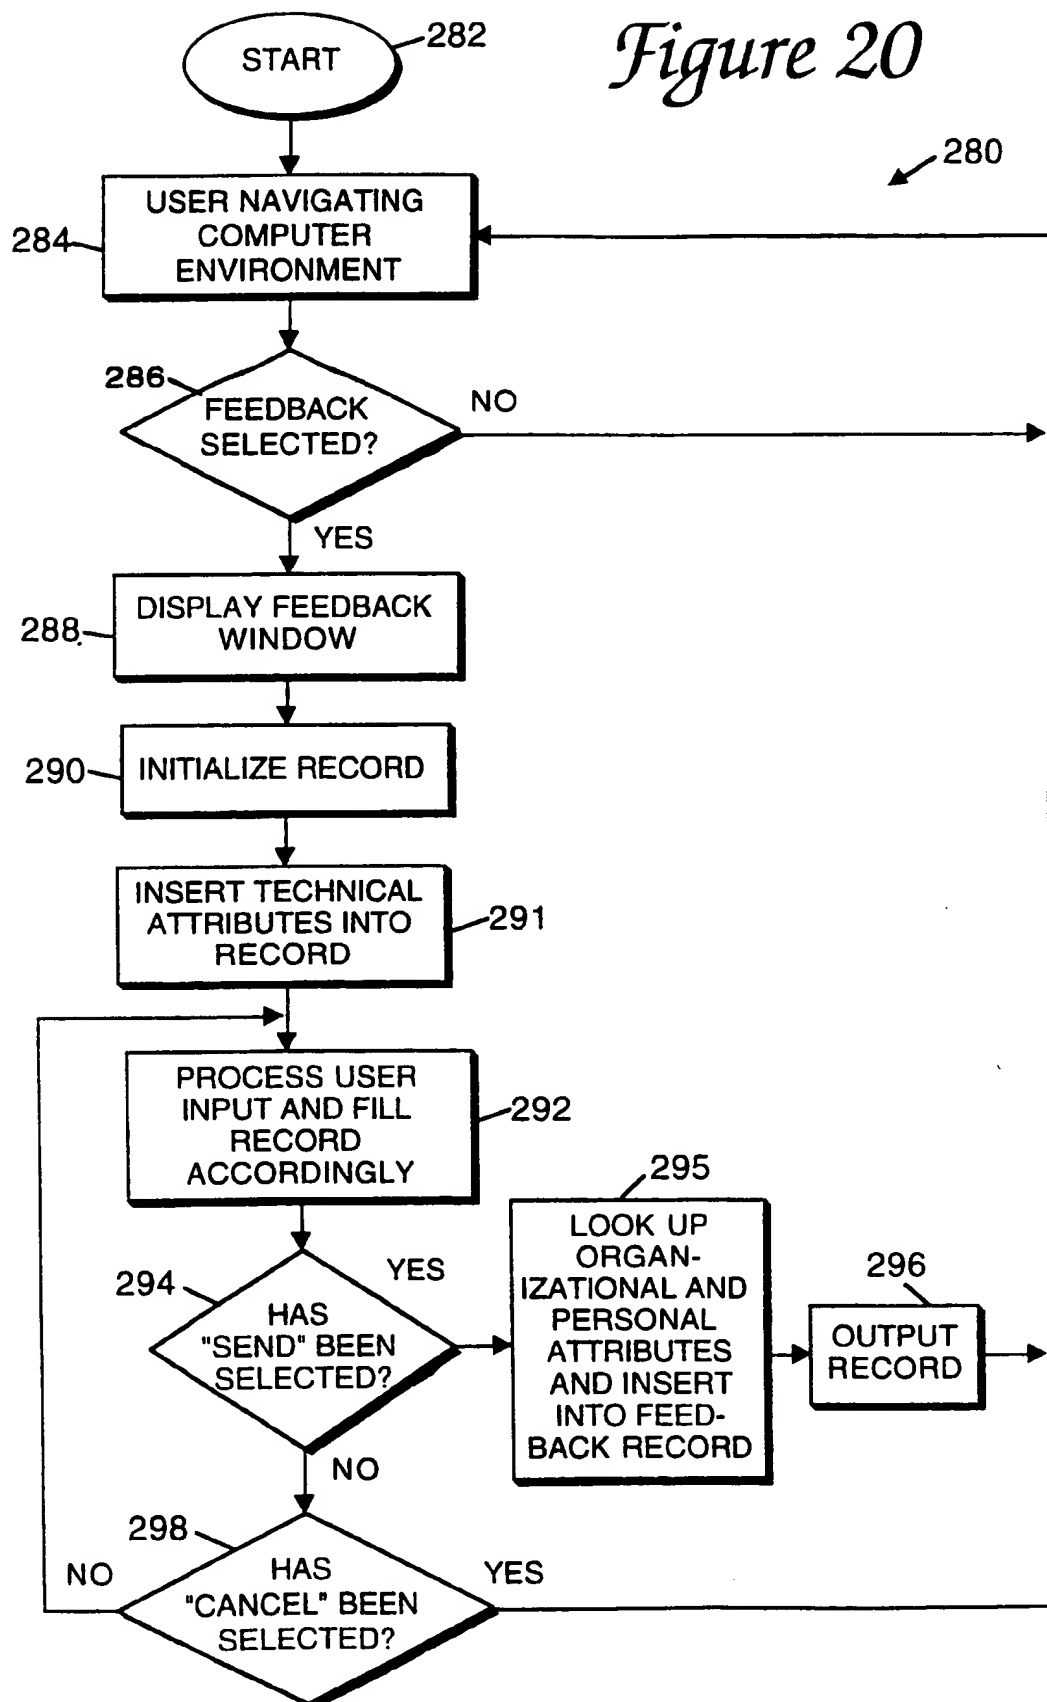 Figure 20
START
282
280
USER NAVIGATING
COMPUTER
ENVIRONMENT
284
286
FEEDBACK
SELECTED?
NO
YES
DISPLAY FEEDBACK
WINDOW
288
290
INITIALIZE RECORD
INSERT TECHNICAL
ATTRIBUTES INTO
RECORD
291
PROCESS USER
INPUT AND FILL
RECORD
ACCORDINGLY
292
294
HAS
"SEND" BEEN
SELECTED?
YES
295
LOOK UP
ORGAN-
IZATIONAL AND
PERSONAL
ATTRIBUTES
AND INSERT
INTO FEED-
BACK RECORD
296
OUTPUT
RECORD
NO
298
HAS
"CANCEL" BEEN
SELECTED?
NO
YES